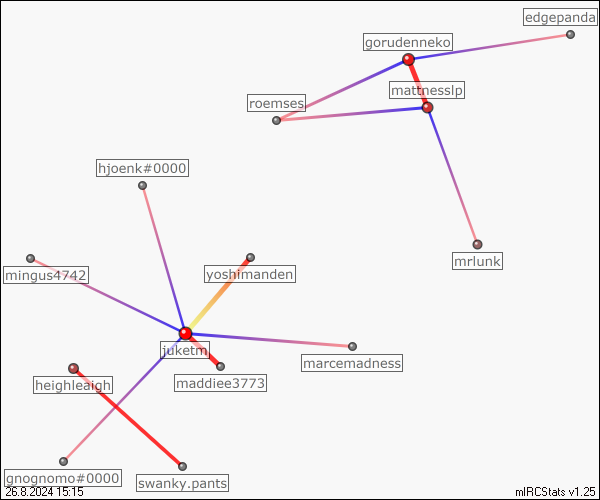 edgepanda
gorudenneko
mattnesslp
roemses
hjoenk#0000
mrlunk
mingus4742
yoshimanden
juketm
marcemadness
maddiee3773
heighleaigh
gnognomo#0000
swanky.pants
26.8.2024 15:15
mIRCStats v1.25